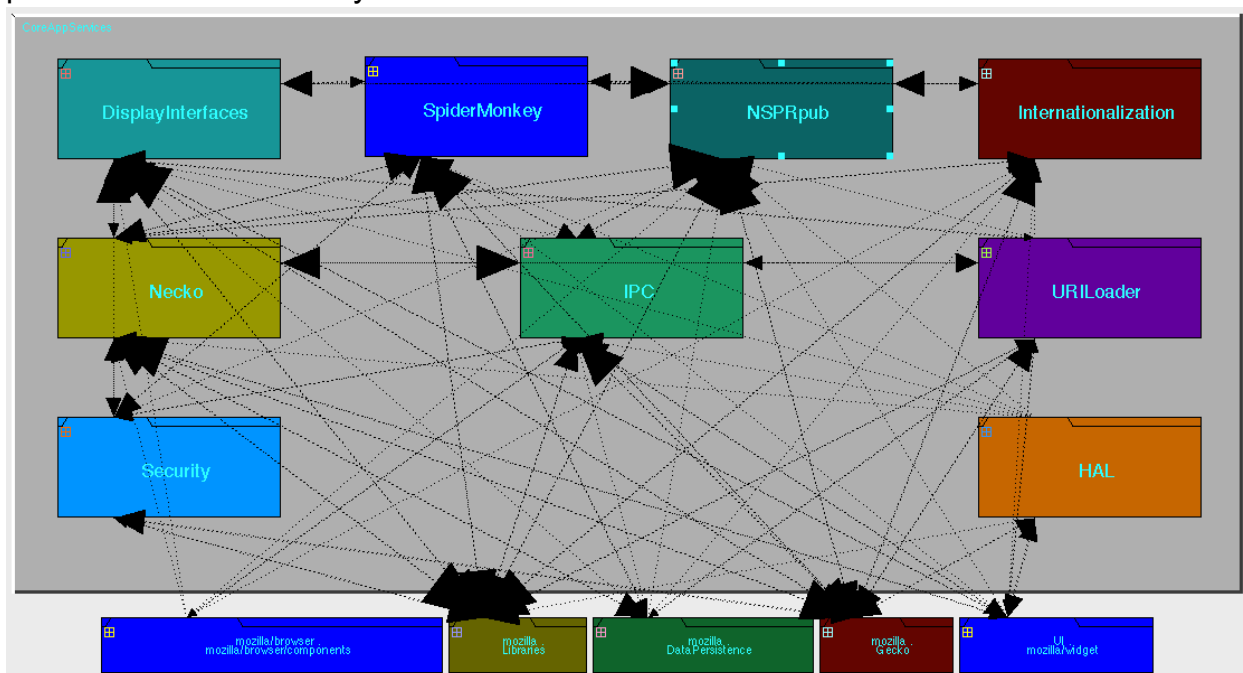 CoreAppServices
DisplayInterfaces
SpiderMonkey
NSPRpub
Internationalization
Necko
IPC
URILoader
Security
HAL
mozilla/browser .
mozilla/browser/components
mozilla .
Libraries
mozilla .
DataPersistence
mozilla .
Gecko
UI
mozilla/widget